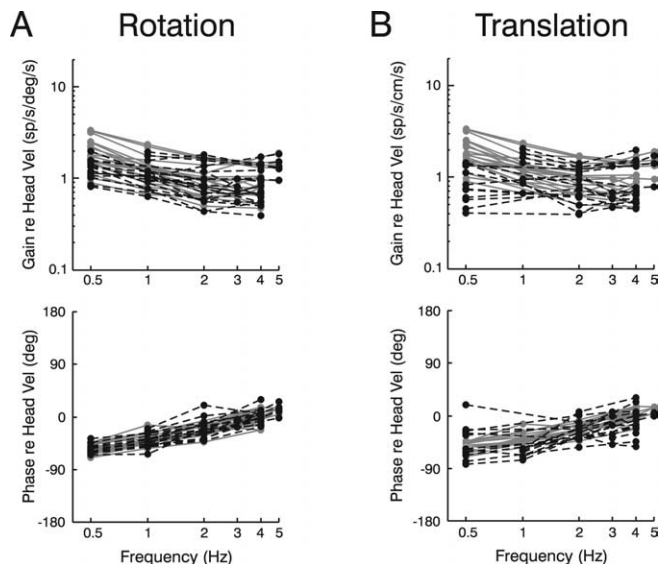 A Rotation
B Translation
Gain re Head Vel (sp/s/deg/s)
10
1
0.1
0.5 1 2 3 4 5
Gain re Head Vel (sp/s/cm/s)
10
1
0.1
0.5 1 2 3 4 5
Phase re Head Vel (deg)
180
90
0
-90
-180
0.5 1 2 3 4 5
Frequency (Hz)
Phase re Head Vel (deg)
180
90
0
-90
-180
0.5 1 2 3 4 5
Frequency (Hz)